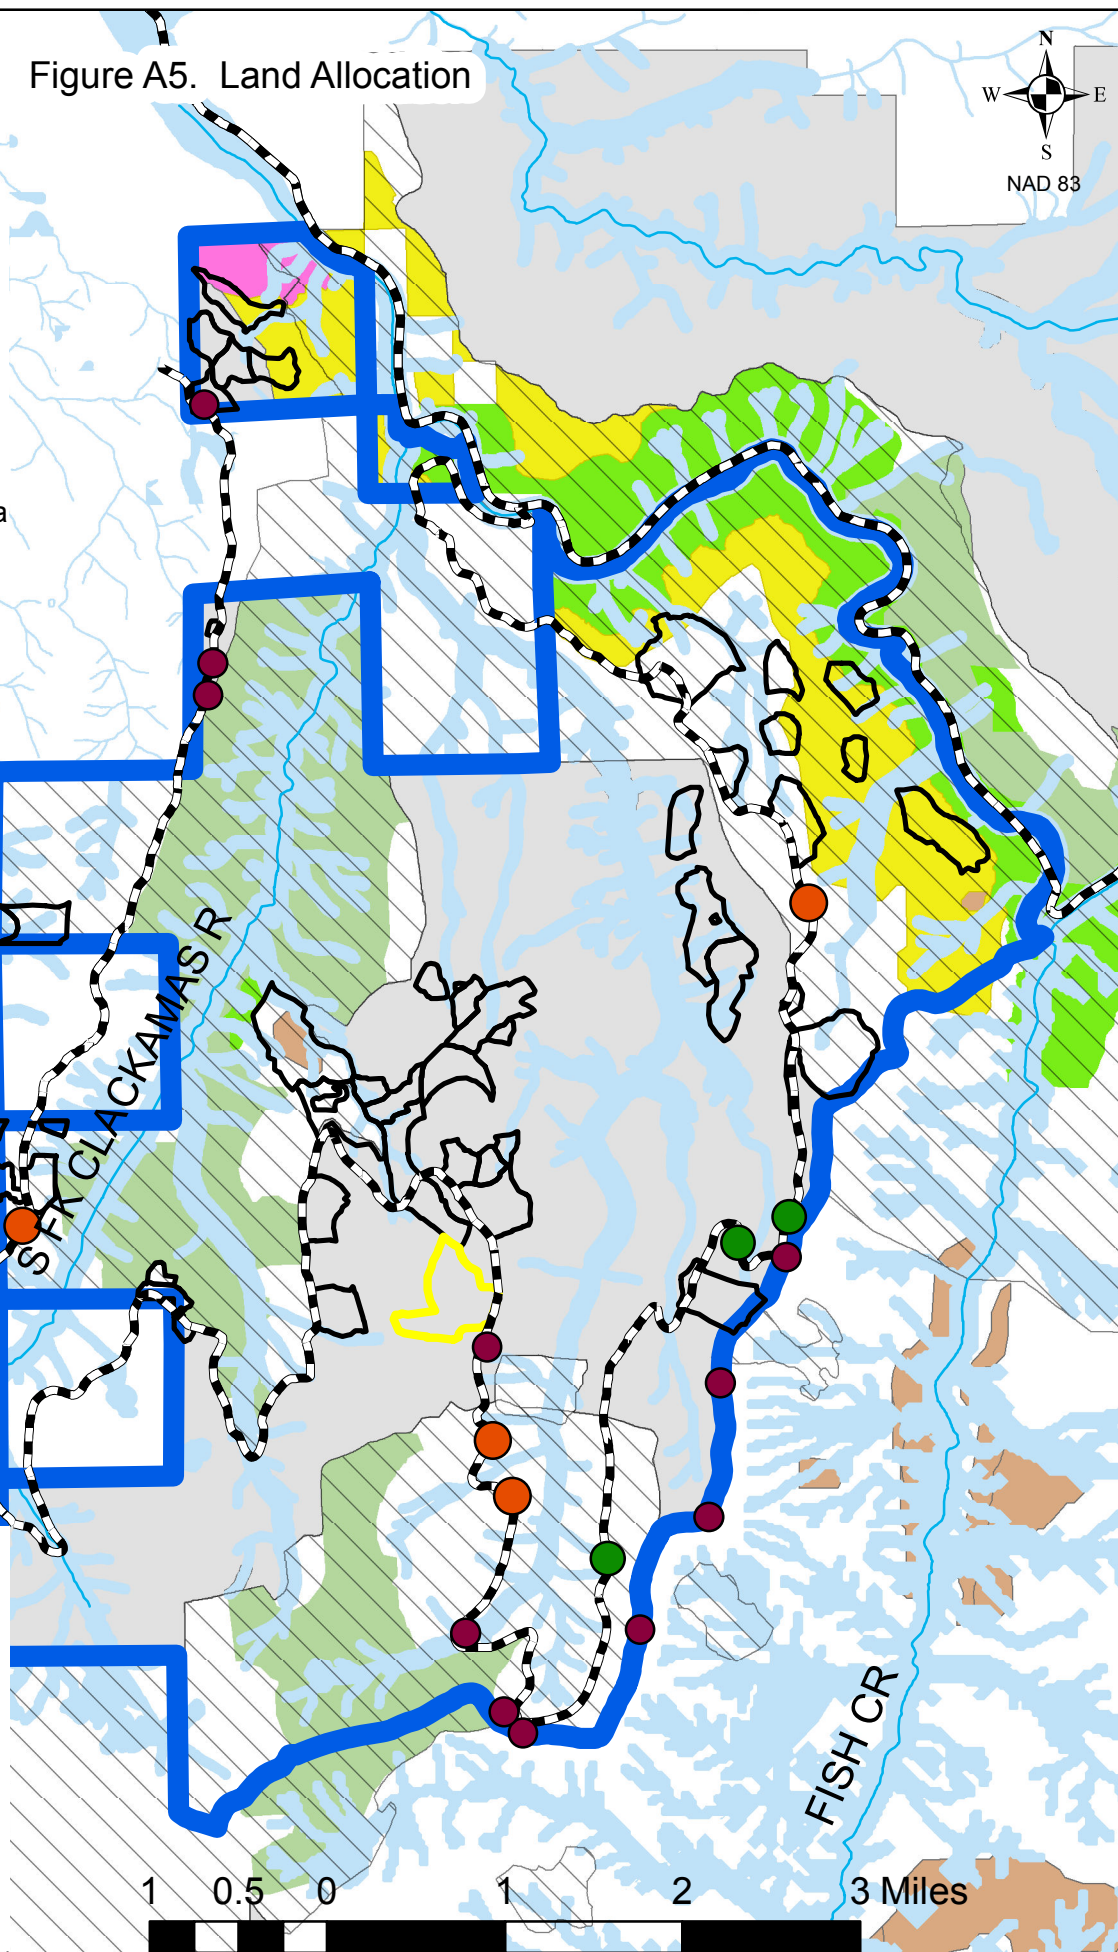 Figure A5. Land Allocation
N
W E
S
NAD 83
a
S FK CLACKAMAS R
FISH CR
1 0.5 0 1 2 3 Miles